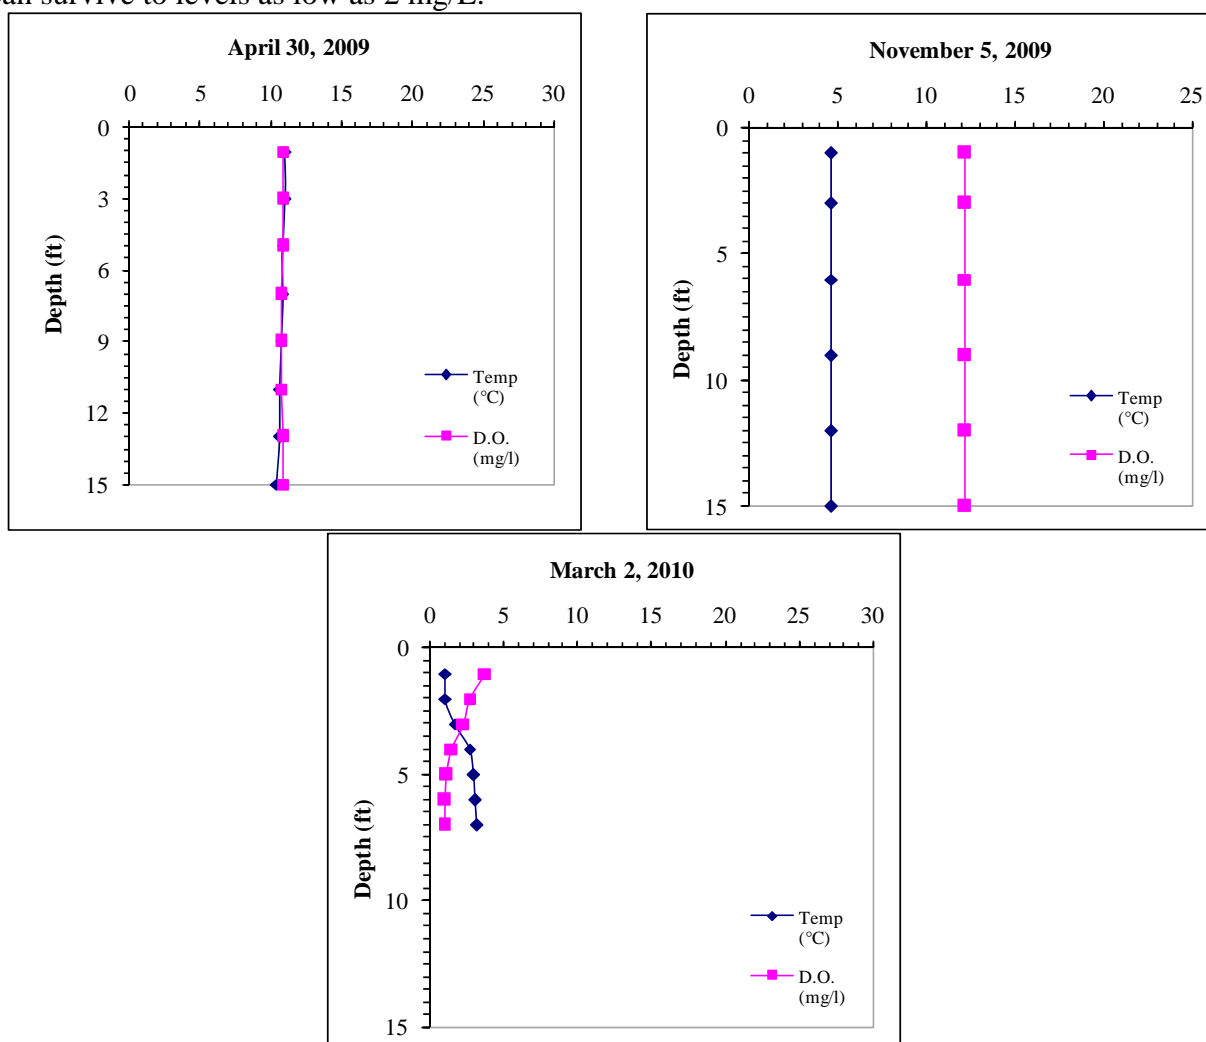 can survive to levels as low as 2 mg/L.
April 30, 2009
0 5 10 15 20 25 30
0
3
6
9
12
15
Depth (ft)
Temp
(°C)
D.O.
(mg/l)
November 5, 2009
0 5 10 15 20 25
0
5
10
15
Depth (ft)
Temp
(°C)
D.O.
(mg/l)
March 2, 2010
0 5 10 15 20 25 30
0
5
10
15
Depth (ft)
Temp
(°C)
D.O.
(mg/l)